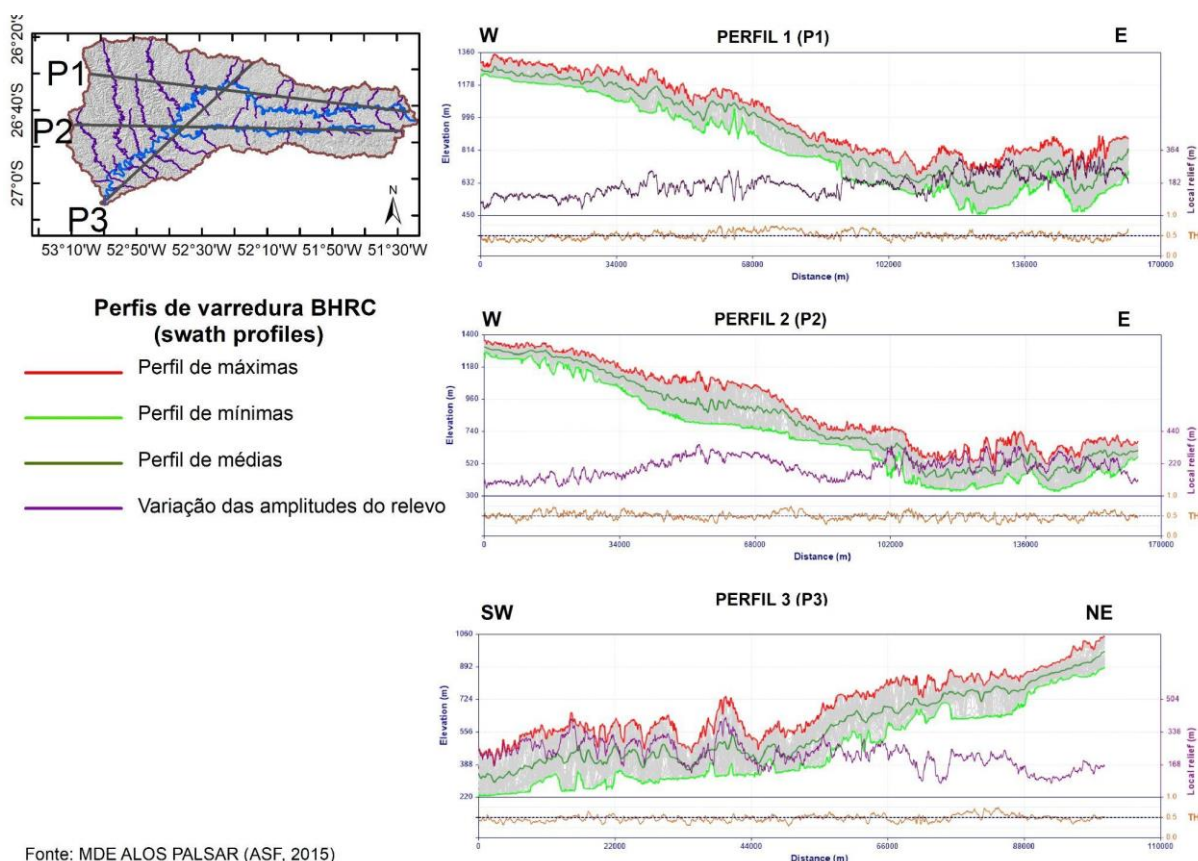 26°20'S
26°40'S
27°0'S
P1
P2
P3
N
53°10'W 52°50'W 52°30'W 52°10'W 51°50'W 51°30'W
Perfis de varredura BHRC
(swath profiles)
Perfil de máximas
Perfil de mínimas
Perfil de médias
Variação das amplitudes do relevo
Fonte: MDE ALOS PALSAR (ASF, 2015)
W PERFIL 1 (P1) E
Elevation (m)
1360
1178
996
814
632
450
364
182
1.0
0.5
0.0
Local relief (m)
TH
0 34000 68000 102000 136000 170000
Distance (m)
W PERFIL 2 (P2) E
Elevation (m)
1400
1180
960
740
520
300
440
220
1.0
0.5
0.0
Local relief (m)
TH
0 34000 68000 102000 136000 170000
Distance (m)
SW PERFIL 3 (P3) NE
Elevation (m)
1060
892
724
556
388
220
504
336
168
1.0
0.5
0.0
Local relief (m)
TH
0 22000 44000 66000 88000 110000
Distance (m)